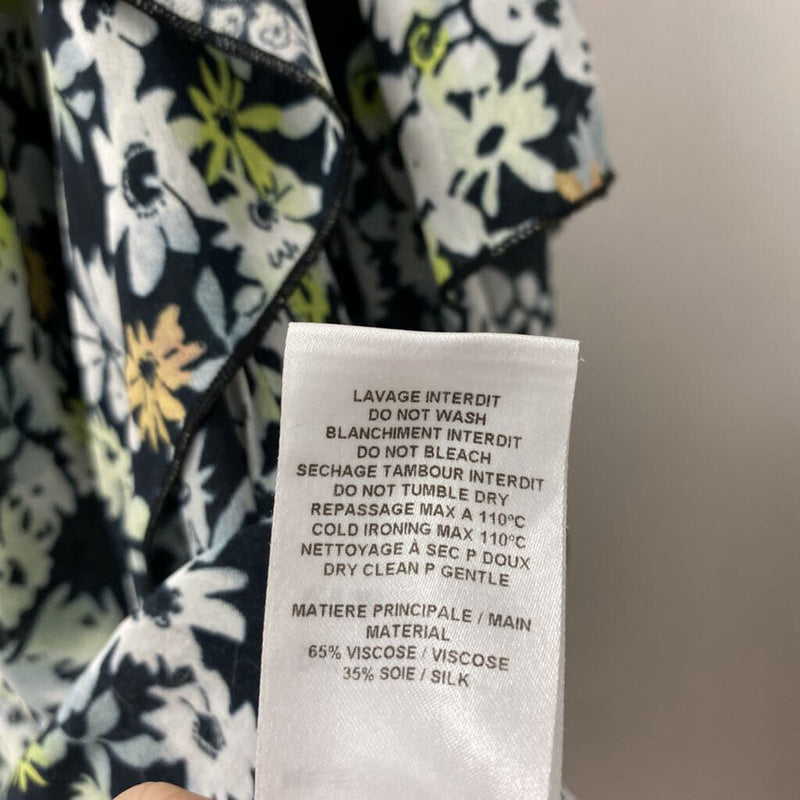 LAVAGE INTERDIT
DO NOT WASH
BLANCHIMENT INTERDIT
DO NOT BLEACH
SECHAGE TAMBOUR INTERDIT
DO NOT TUMBLE DRY
REPASSAGE MAX A 110°C
COLD IRONING MAX 110°C
NETTOYAGE À SEC P DOUX
DRY CLEAN P GENTLE
MATIERE PRINCIPALE / MAIN
MATERIAL
65% VISCOSE / VISCOSE
35% SOIE / SILK